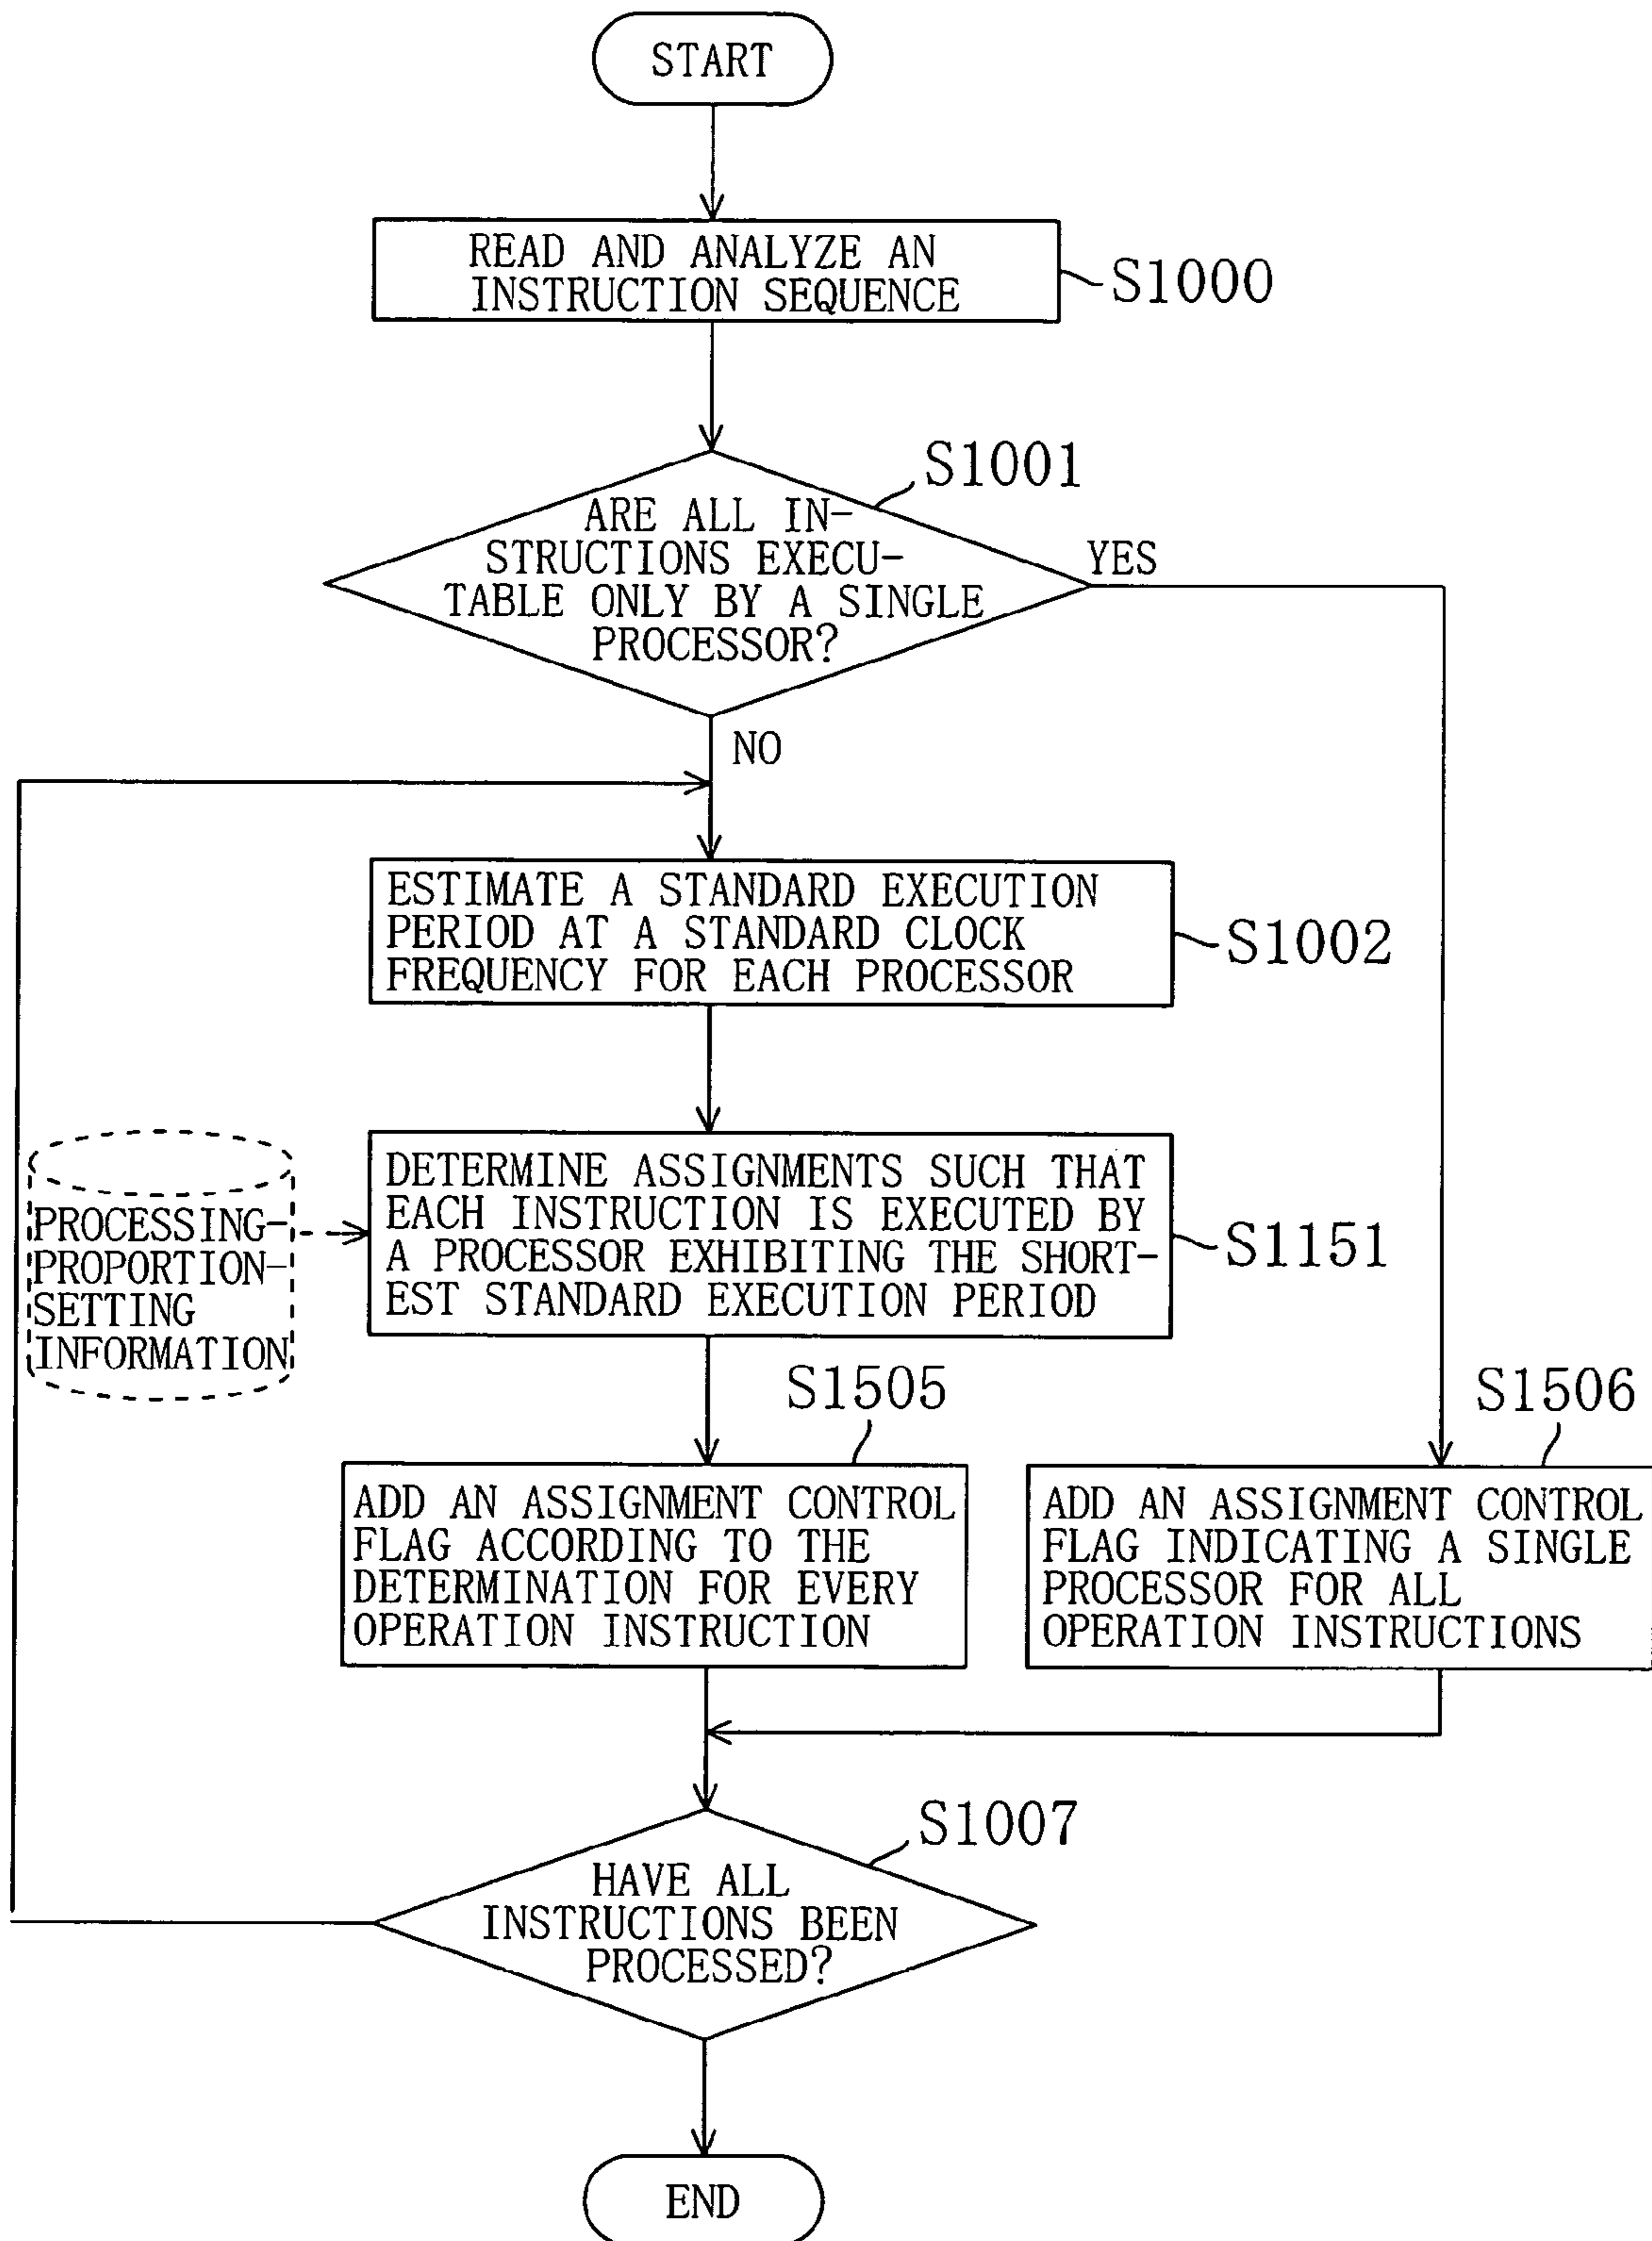 START
READ AND ANALYZE AN
INSTRUCTION SEQUENCE
S1000
S1001
ARE ALL IN-
STRUCTIONS EXECU-
TABLE ONLY BY A SINGLE
PROCESSOR?
YES
NO
ESTIMATE A STANDARD EXECUTION
PERIOD AT A STANDARD CLOCK
FREQUENCY FOR EACH PROCESSOR
S1002
PROCESSING-
PROPORTION-
SETTING
INFORMATION
DETERMINE ASSIGNMENTS SUCH THAT
EACH INSTRUCTION IS EXECUTED BY
A PROCESSOR EXHIBITING THE SHORT-
EST STANDARD EXECUTION PERIOD
S1151
S1505
ADD AN ASSIGNMENT CONTROL
FLAG ACCORDING TO THE
DETERMINATION FOR EVERY
OPERATION INSTRUCTION
S1506
ADD AN ASSIGNMENT CONTROL
FLAG INDICATING A SINGLE
PROCESSOR FOR ALL
OPERATION INSTRUCTIONS
S1007
HAVE ALL
INSTRUCTIONS BEEN
PROCESSED?
END